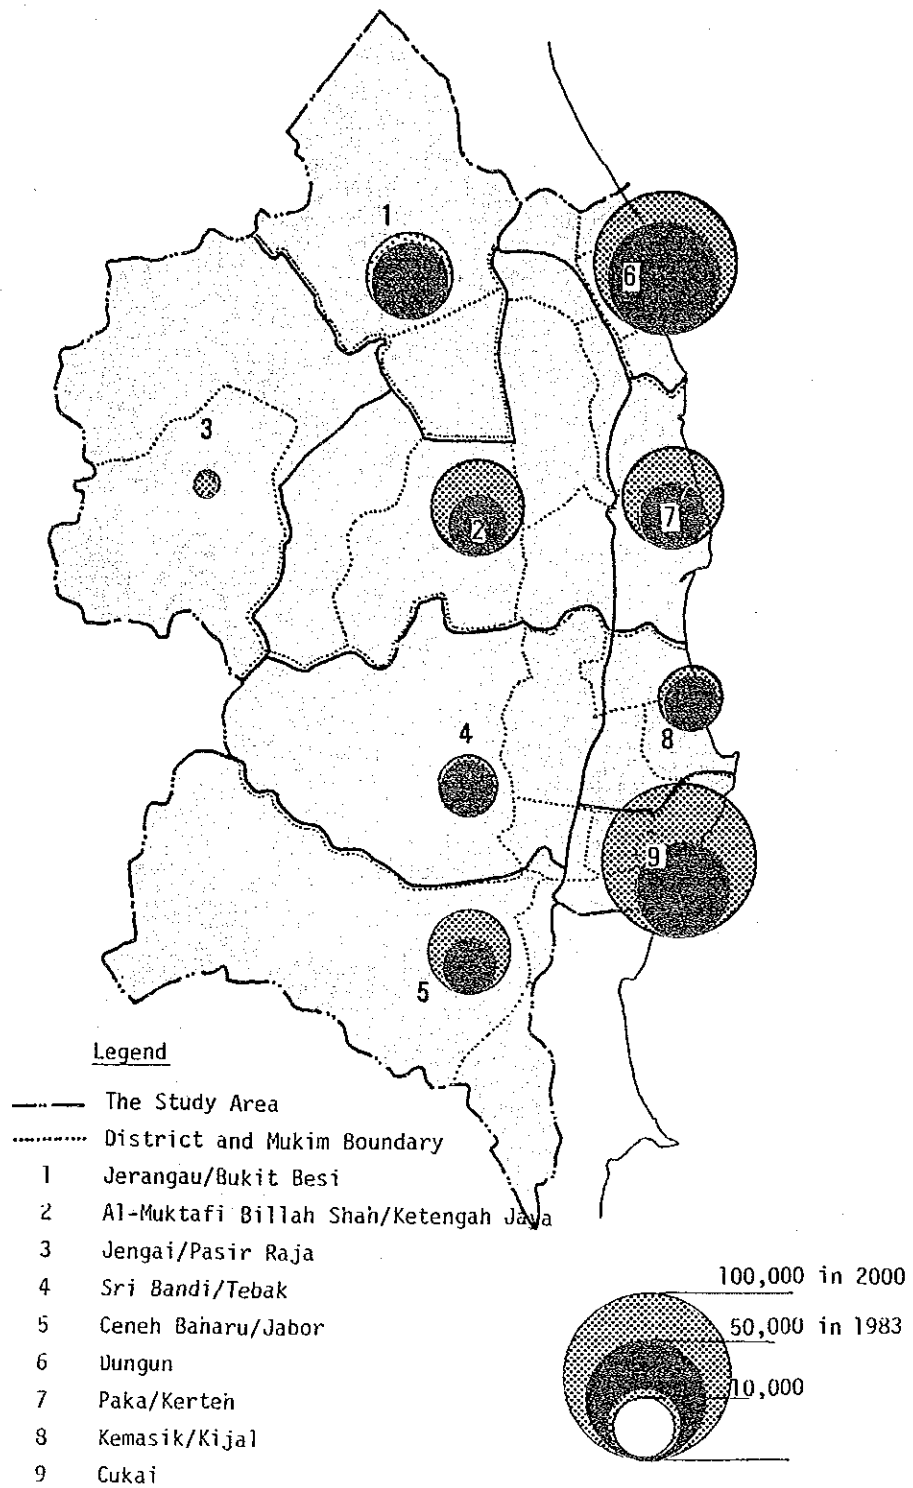 1
6
3
2
7
4
8
9
5
Legend
The Study Area
District and Mukim Boundary
1 Jerangau/Bukit Besi
2 Al-Muktafi Billah Shah/Ketengah Jaya
3 Jengai/Pasir Raja
4 Sri Bandi/Tebak
5 Ceneh Baharu/Jabor
6 Dungun
7 Paka/Kerteh
8 Kemasik/Kijal
9 Cukai
100,000 in 2000
50,000 in 1983
10,000